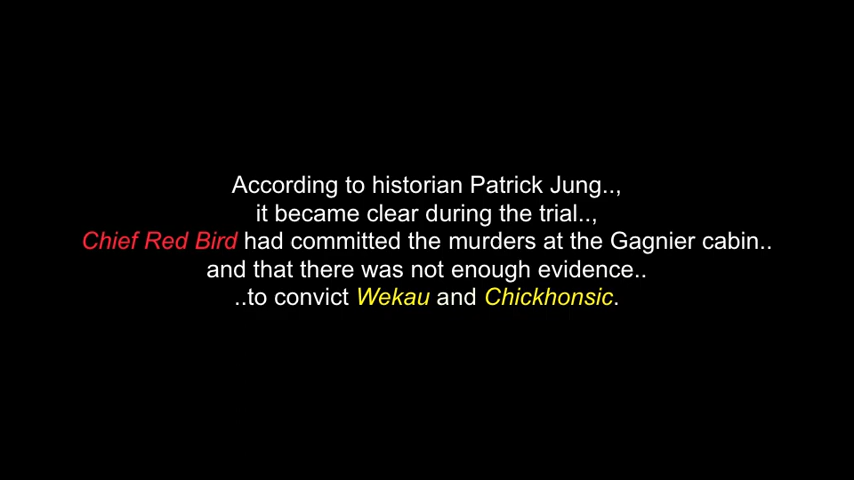 According to historian Patrick Jung..,
it became clear during the trial..,
Chief Red Bird had committed the murders at the Gagnier cabin..
and that there was not enough evidence..
..to convict Wekau and Chickhonsic.